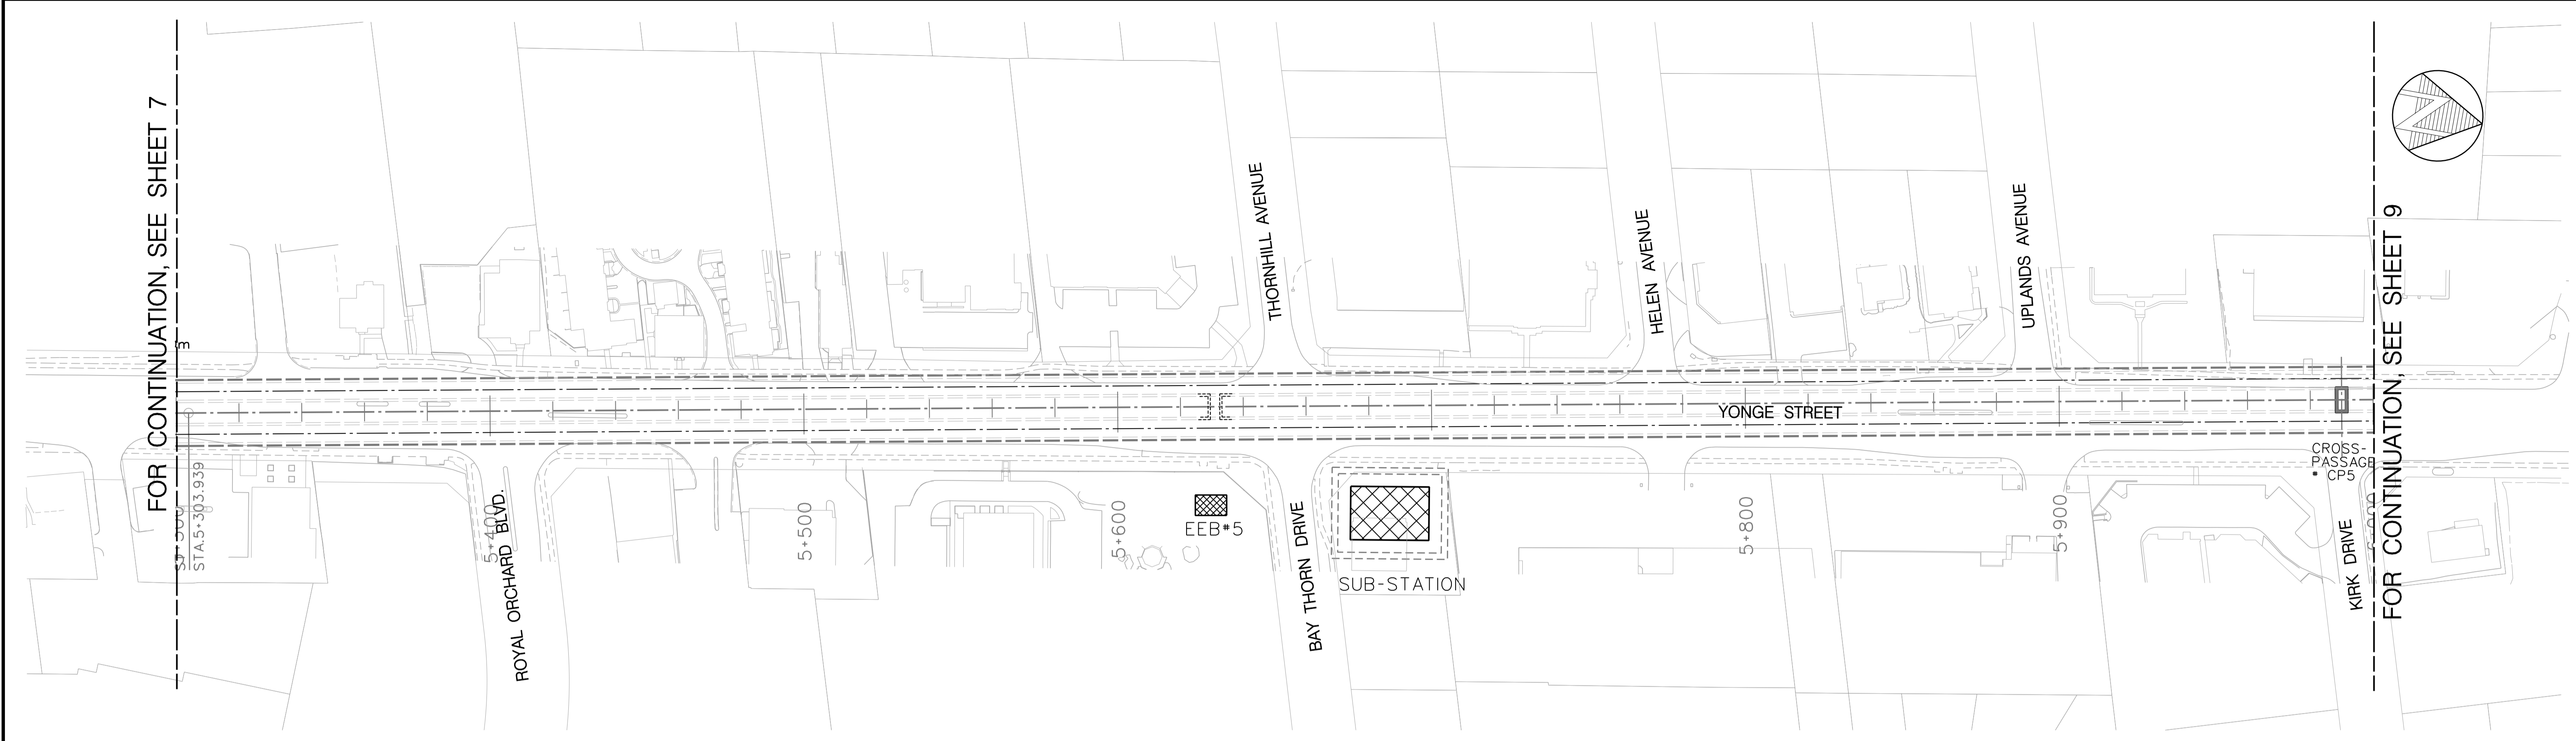 FOR CONTINUATION, SEE SHEET 7
THORNHILL AVENUE
HELEN AVENUE
UPLANDS AVENUE
N
FOR CONTINUATION, SEE SHEET 9
YONGE STREET
STA.5+303.939
5+400
ROYAL ORCHARD BLVD.
5+500
5+600
EEB#5
BAY THORN DRIVE
SUB-STATION
5+800
5+900
CROSS-
PASSAGE
# CP5
KIRK DRIVE